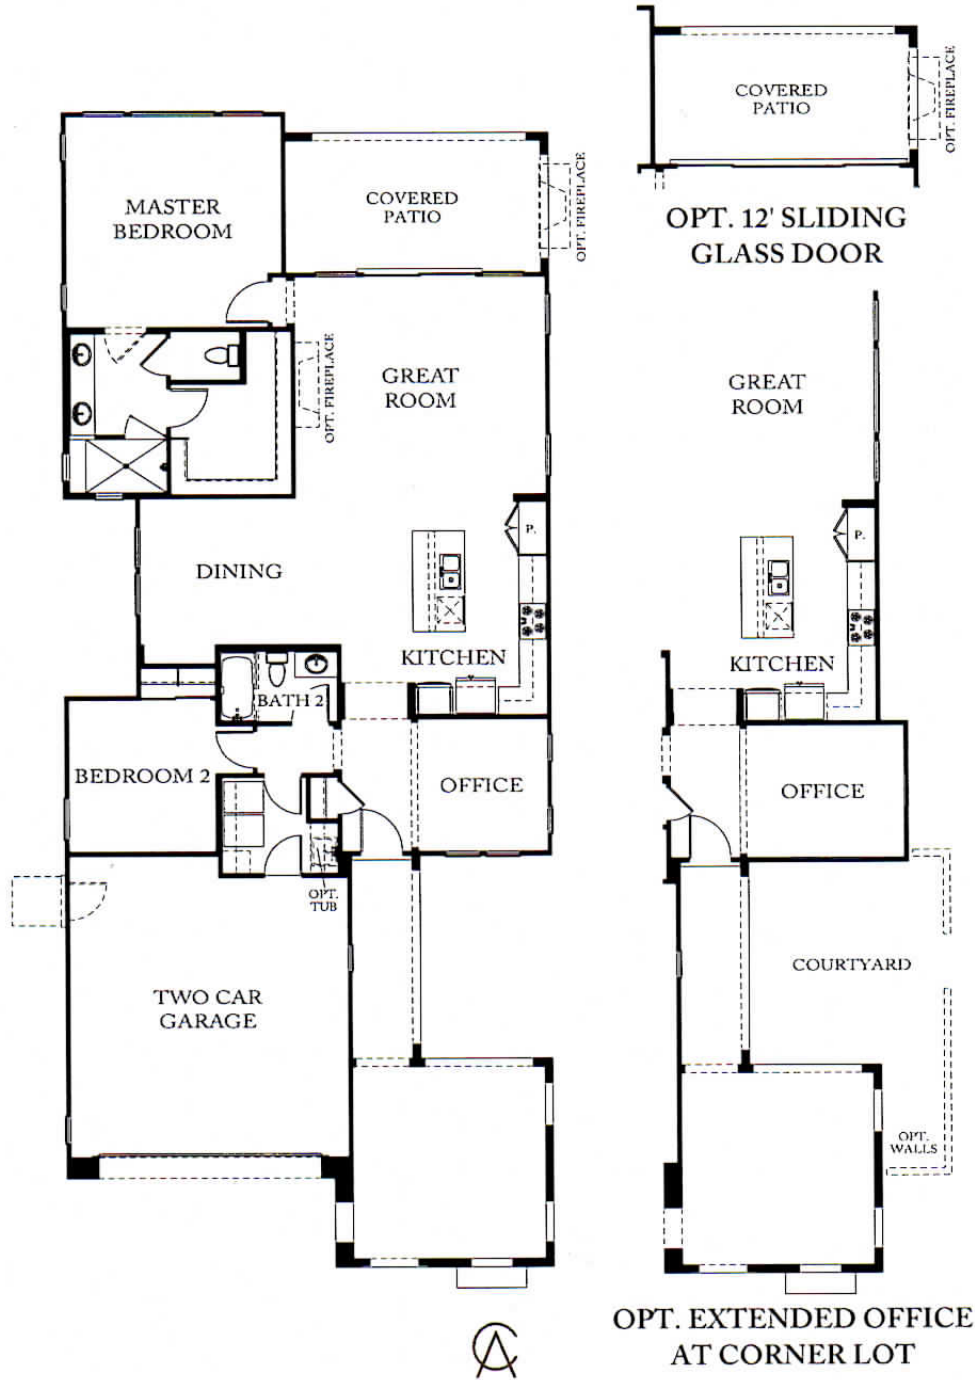 MASTER
BEDROOM
COVERED
PATIO
OPT. FIREPLACE
GREAT
ROOM
OPT. FIREPLACE
DINING
P.
KITCHEN
BATH 2
BEDROOM 2
OFFICE
OPT.
TUB
TWO CAR
GARAGE
COVERED
PATIO
OPT. FIREPLACE
OPT. 12' SLIDING
GLASS DOOR
GREAT
ROOM
P.
KITCHEN
OFFICE
COURTYARD
OPT.
WALLS
OPT. EXTENDED OFFICE
AT CORNER LOT